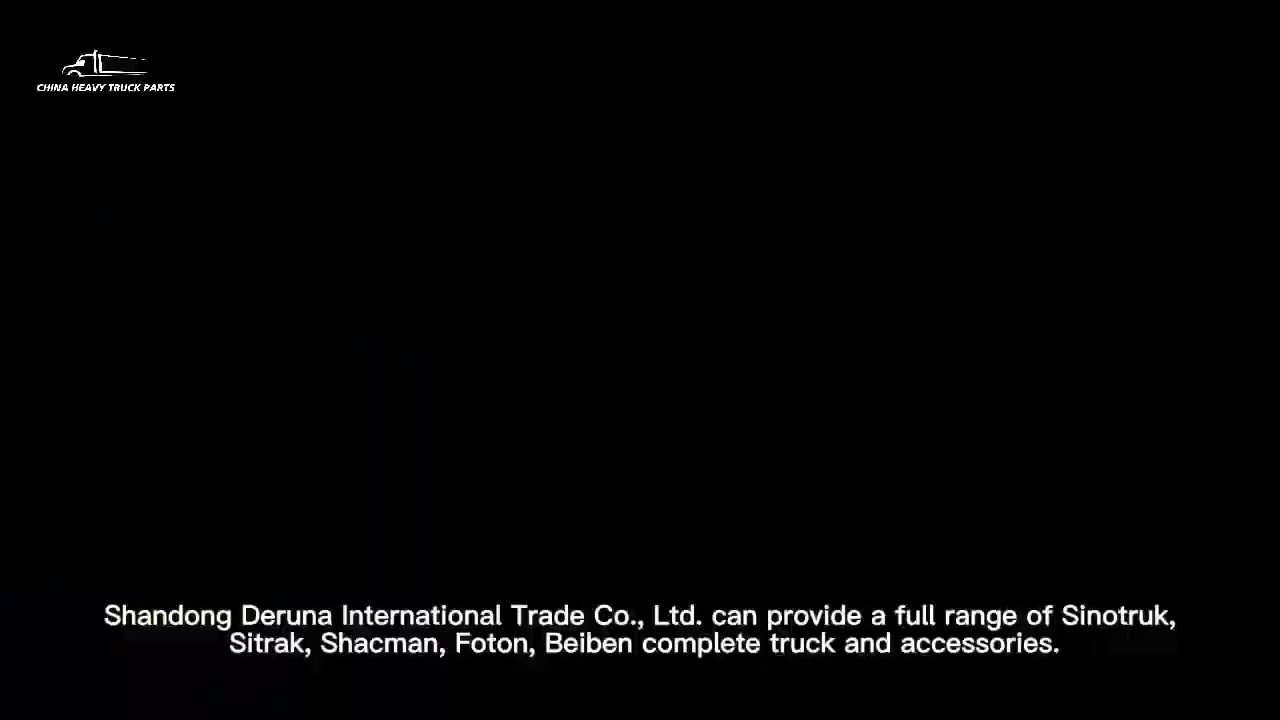 CHINA HEAVY TRUCK PARTS
Shandong Deruna International Trade Co., Ltd. can provide a full range of Sinotruk,
Sitrak, Shacman, Foton, Beiben complete truck and accessories.